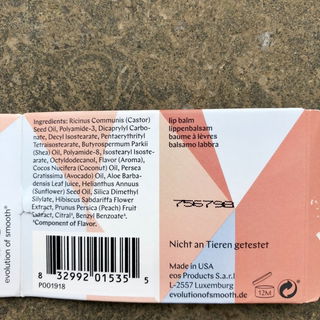 Ingredients: Ricinus Communis (Castor)
Seed Oil, Polyamide-3, Dicaprylyl Carbo-
nate, Decyl Isostearate, Pentaerythrityl
Tetraisostearate, Butyrospermum Parkii
(Shea) Oil, Polyamide-8, Isostearyl Isoste-
arate, Octyldodecanol, Flavor (Aroma),
Cocos Nucifera (Coconut) Oil, Persea
Gratissima (Avocado) Oil, Aloe Barba-
densis Leaf Juice, Helianthus Annuus
(Sunflower) Seed Oil, Silica Dimethyl
Silylate, Hibiscus Sabdariffa Flower
Extract, Prunus Persica (Peach) Fruit
Extract, Citral¹, Benzyl Benzoate¹.
¹Component of Flavor.
8 32992 01535 5
P001918
evolution of smooth®
lip balm
lippenbalsam
baume à lèvres
balsamo labbra
756798
Nicht an Tieren getestet
Made in USA
eos Products S.a.r.l
L-2557 Luxemburg
evolutionofsmooth.de
12M